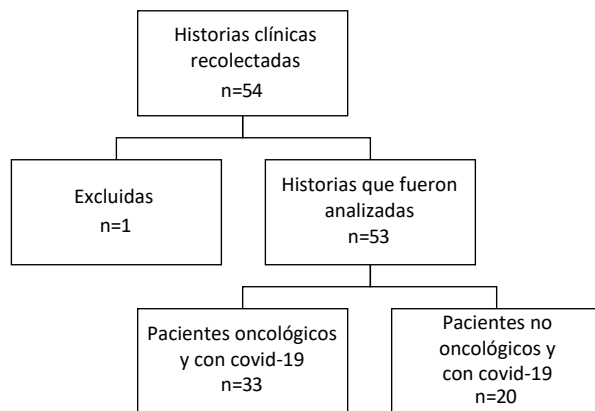 Historias clínicas
recolectadas
n=54
Excluidas
n=1
Historias que fueron
analizadas
n=53
Pacientes oncológicos
y con covid-19
n=33
Pacientes no
oncológicos y
con covid-19
n=20